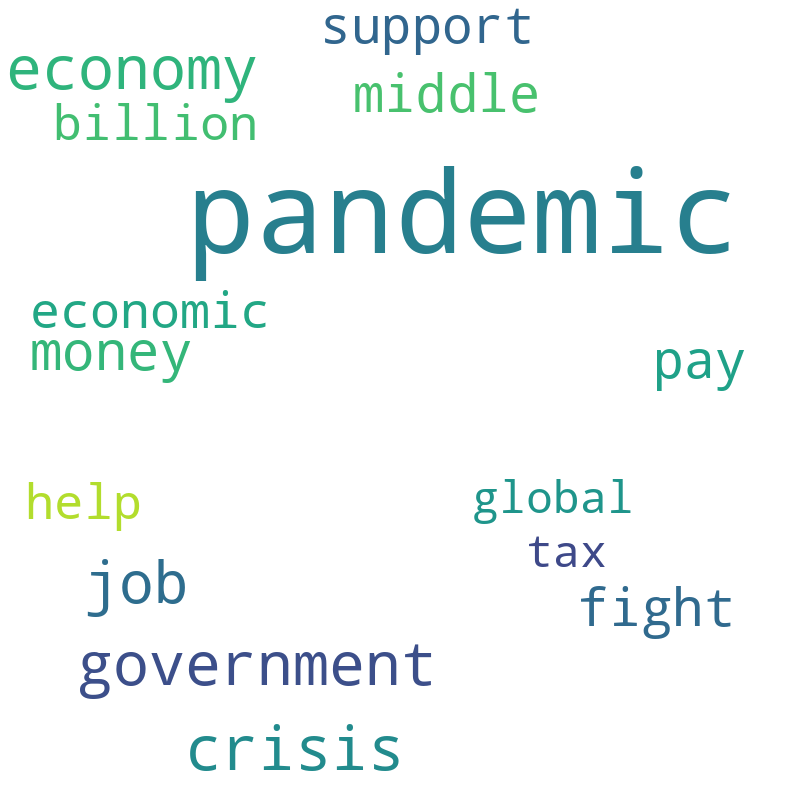 support
economy
middle
billion
pandemic
economic
money
pay
help
global
tax
job
fight
government
crisis